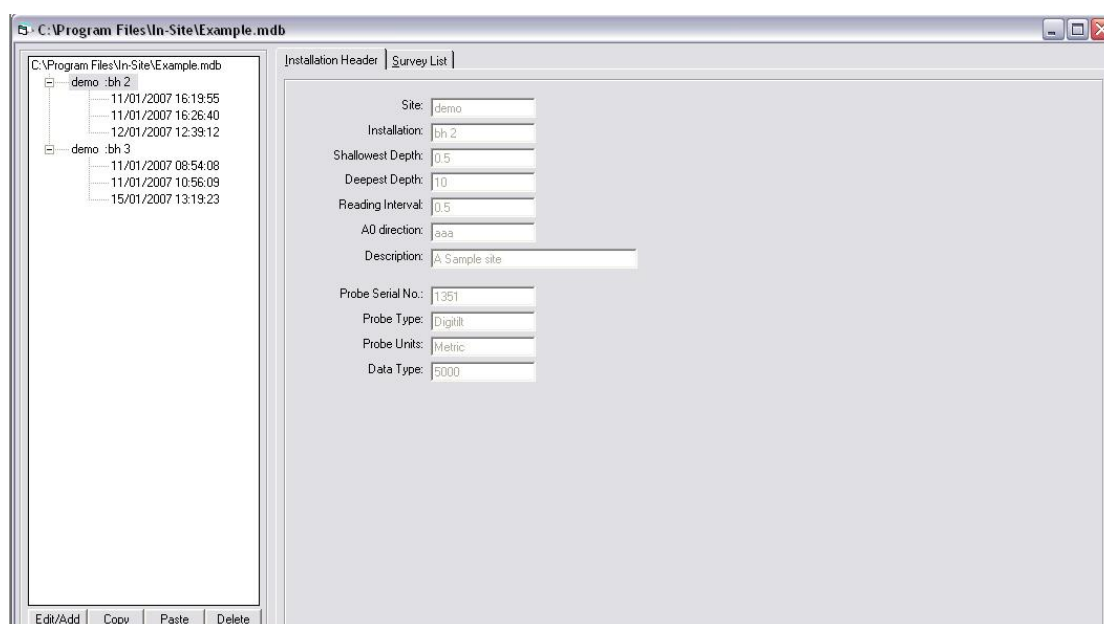 C:\Program Files\In-Site\Example.mdb
C:\Program Files\In-Site\Example.mdb
demo :bh 2
11/01/2007 16:19:55
11/01/2007 16:26:40
12/01/2007 12:39:12
demo :bh 3
11/01/2007 08:54:08
11/01/2007 10:56:09
15/01/2007 13:19:23
Edit/Add Copy Paste Delete
Installation Header Survey List
Site: demo
Installation: bh 2
Shallowest Depth: 0.5
Deepest Depth: 10
Reading Interval: 0.5
A0 direction: aaa
Description: A Sample site
Probe Serial No.: 1351
Probe Type: Digitilt
Probe Units: Metric
Data Type: 5000